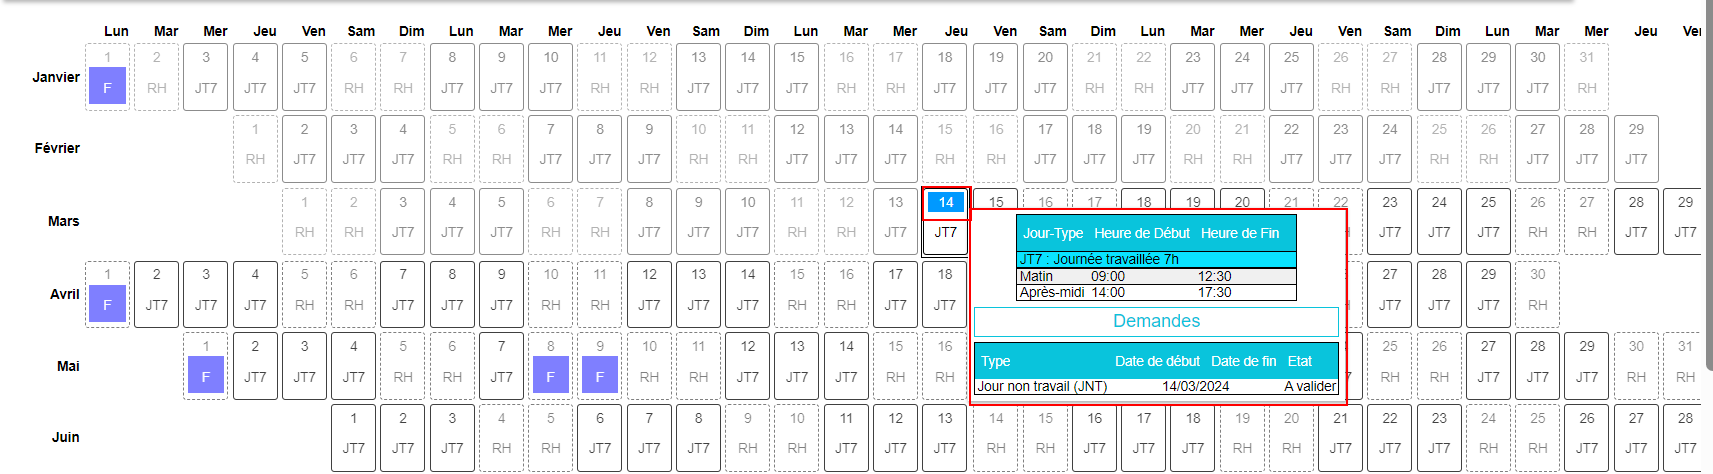 Lun Mar Mer Jeu Ven Sam Dim Lun Mar Mer Jeu Ven Sam Dim Lun Mar Mer Jeu Ven Sam Dim Lun Mar Mer Jeu Ven Sam Dim Lun Mar Mer Jeu
1 2 3 4 5 6 7 8 9 10 11 12 13 14 15 16 17 18 19 20 21 22 23 24 25 26 27 28 29 30 31
Janvier
F RH JT7 JT7 JT7 RH RH JT7 JT7 JT7 RH RH JT7 JT7 JT7 RH RH JT7 JT7 JT7 RH RH JT7 JT7 JT7 RH RH JT7 JT7 JT7 RH
1 2 3 4 5 6 7 8 9 10 11 12 13 14 15 16 17 18 19 20 21 22 23 24 25 26 27 28 29
Février
RH JT7 JT7 JT7 RH RH JT7 JT7 JT7 RH RH JT7 JT7 JT7 RH RH JT7 JT7 JT7 RH RH JT7 JT7 JT7 RH RH JT7 JT7 JT7
1 2 3 4 5 6 7 8 9 10 11 12 13 14 15 16 17 18 19 20 21 22 23 24 25 26 27 28 29
Mars
RH RH JT7 JT7 JT7 RH RH JT7 JT7 JT7 RH RH JT7 JT7 JT7 JT7 JT7 RH RH JT7 JT7
Jour-Type Heure de Début Heure de Fin
JT7 : Journée travaillée 7h
Matin 09:00 12:30
Après-midi 14:00 17:30
Demandes
Type Date de début Date de fin Etat
Jour non travail (JNT) 14/03/2024 A valider
1 2 3 4 5 6 7 8 9 10 11 12 13 14 15 16 17 18 27 28 29 30
Avril
F JT7 JT7 JT7 RH RH JT7 JT7 JT7 RH RH JT7 JT7 JT7 RH RH JT7 JT7 JT7 JT7 JT7 RH
1 2 3 4 5 6 7 8 9 10 11 12 13 14 15 16 25 26 27 28 29 30 31
Mai
F JT7 JT7 JT7 RH RH JT7 F F RH RH JT7 JT7 JT7 RH RH RH RH JT7 JT7 JT7 RH RH
1 2 3 4 5 6 7 8 9 10 11 12 13 14 15 16 17 18 19 20 21 22 23 24 25 26 27 28
Juin
JT7 JT7 JT7 RH RH JT7 JT7 JT7 RH RH JT7 JT7 JT7 RH RH JT7 JT7 JT7 RH RH JT7 JT7 JT7 RH RH JT7 JT7 JT7